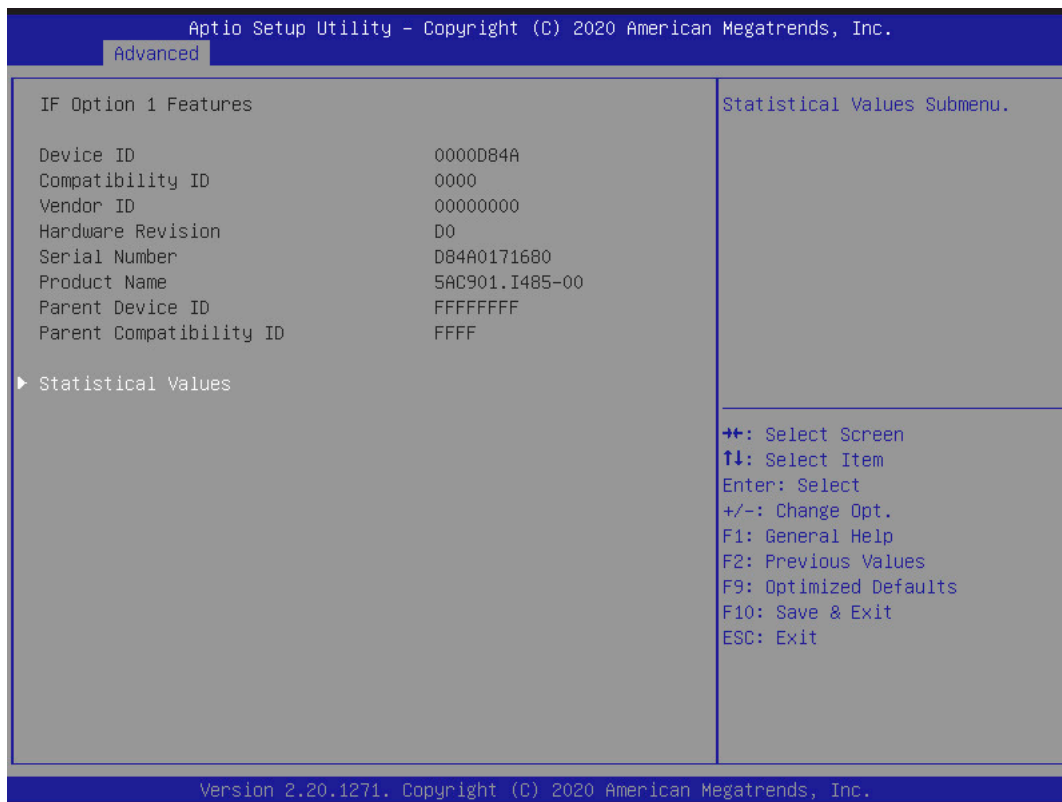 Aptio Setup Utility – Copyright (C) 2020 American Megatrends, Inc.
Advanced
IF Option 1 Features
Device ID 0000D84A
Compatibility ID 0000
Vendor ID 00000000
Hardware Revision D0
Serial Number D84A0171680
Product Name 5AC901.I485-00
Parent Device ID FFFFFFFF
Parent Compatibility ID FFFF
▶ Statistical Values
Statistical Values Submenu.
→←: Select Screen
↑↓: Select Item
Enter: Select
+/-: Change Opt.
F1: General Help
F2: Previous Values
F9: Optimized Defaults
F10: Save & Exit
ESC: Exit
Version 2.20.1271. Copyright (C) 2020 American Megatrends, Inc.